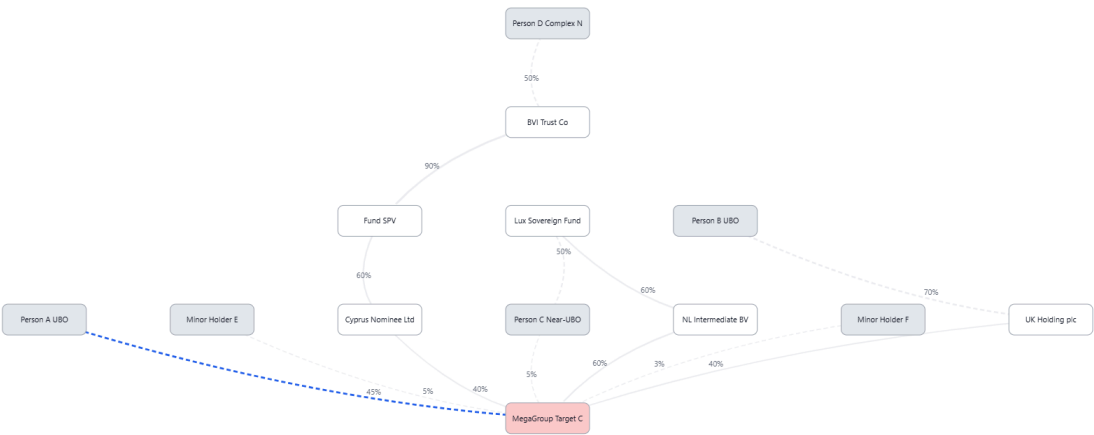 Person D Complex N
50%
BVI Trust Co
90%
Fund SPV
Lux Sovereign Fund
Person B UBO
50%
60%
60%
70%
Person A UBO
Minor Holder E
Cyprus Nominee Ltd
Person C Near-UBO
NL Intermediate BV
Minor Holder F
UK Holding plc
45%
5%
40%
5%
60%
3%
40%
MegaGroup Target C